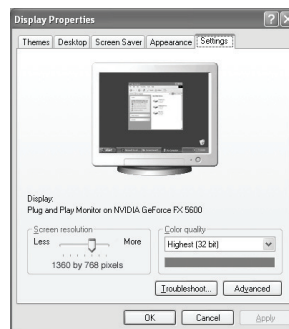 Display Properties
Themes Desktop Screen Saver Appearance Settings
Display:
Plug and Play Monitor on NVIDIA GeForce FX 5600
Screen resolution
Less More
1360 by 768 pixels
Color quality
Highest (32 bit)
Troubleshoot... Advanced
OK Cancel Apply